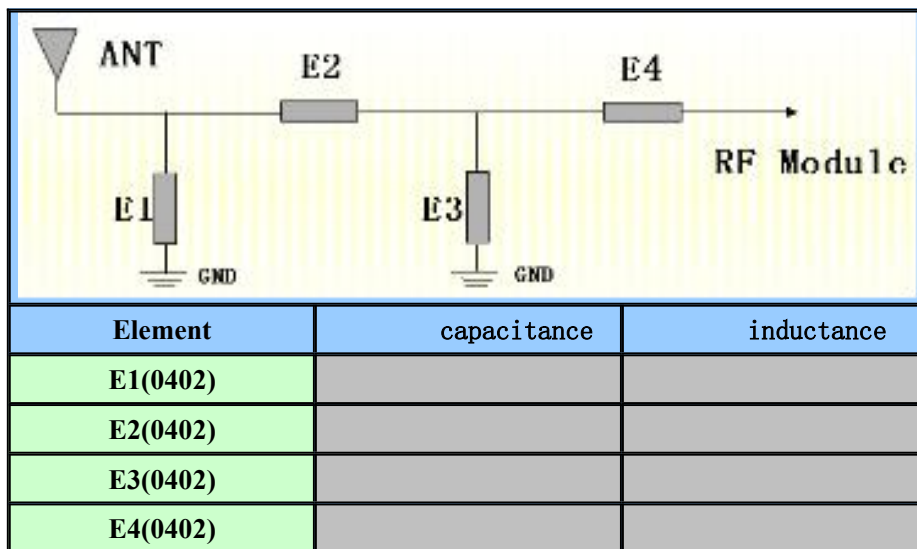 ANT
E2
E4
RF Module
E1
E3
GND
GND
Element capacitance inductance
E1(0402)
E2(0402)
E3(0402)
E4(0402)